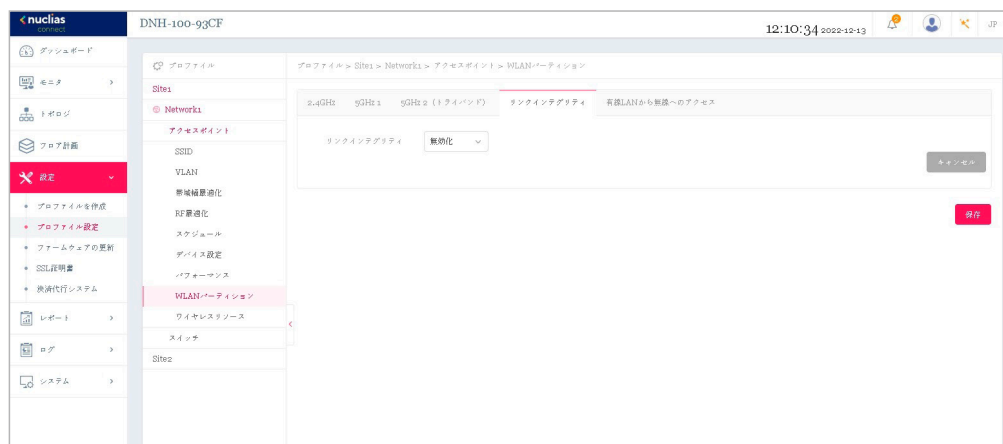 nuclias
connect
DNH-100-93CF
12:10:34 2022-12-13
2
JP
ダッシュボード
モニタ
トポロジ
フロア計画
設定
プロファイルを作成
プロファイル設定
ファームウェアの更新
SSL証明書
決済代行システム
レポート
ログ
システム
プロファイル
Site1
Network1
アクセスポイント
SSID
VLAN
帯域幅最適化
RF最適化
スケジュール
デバイス設定
パフォーマンス
WLANパーティション
ワイヤレスリソース
スイッチ
Site2
プロファイル > Site1 > Network1 > アクセスポイント > WLANパーティション
2.4GHz 5GHz 1 5GHz 2 (トライバンド) リンクインテグリティ 有線LANから無線へのアクセス
リンクインテグリティ 無効化
キャンセル
保存